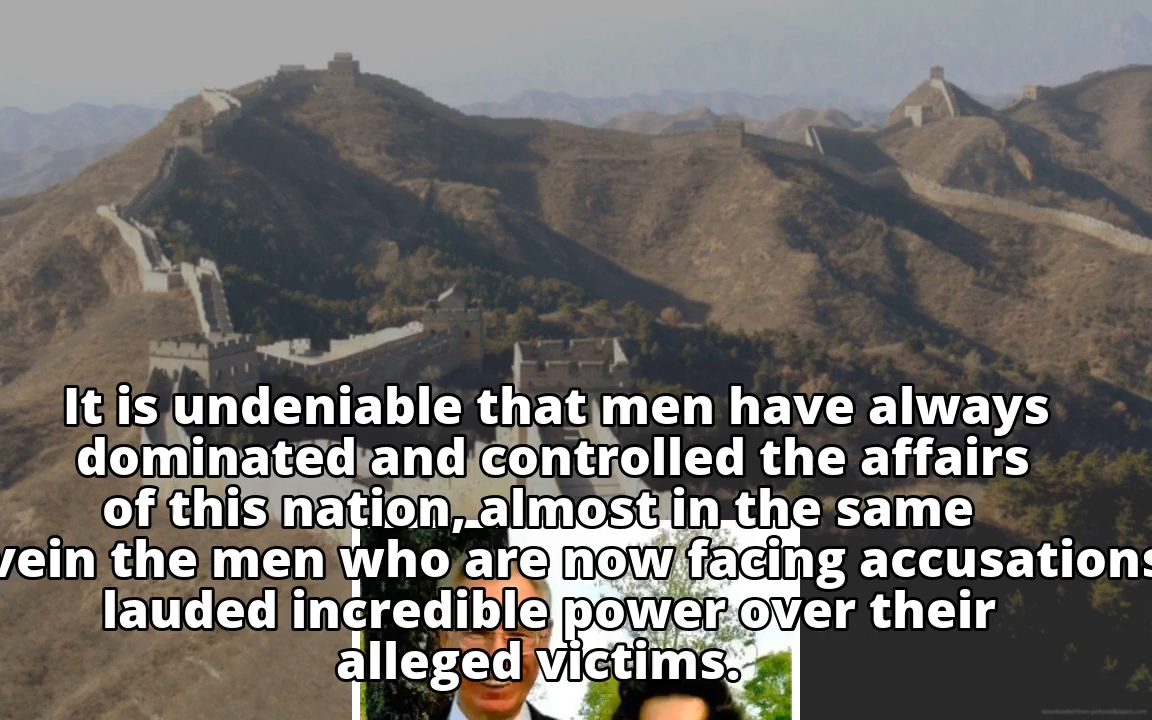 It is undeniable that men have always
dominated and controlled the affairs
of this nation, almost in the same
vein the men who are now facing accusations
lauded incredible power over their
alleged victims.